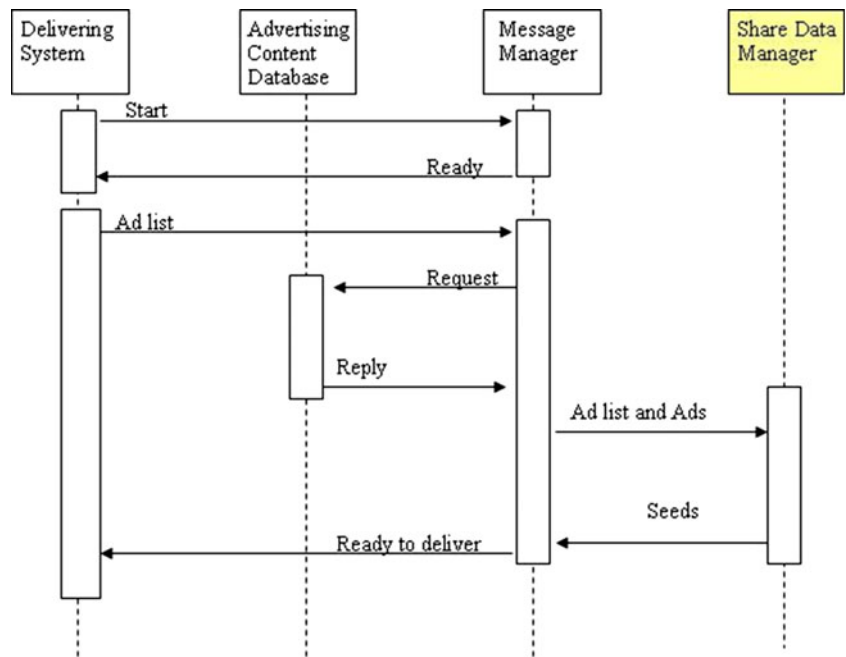 Delivering
System
Advertising
Content
Database
Message
Manager
Share Data
Manager
Start
Ready
Ad list
Request
Reply
Ad list and Ads
Seeds
Ready to deliver